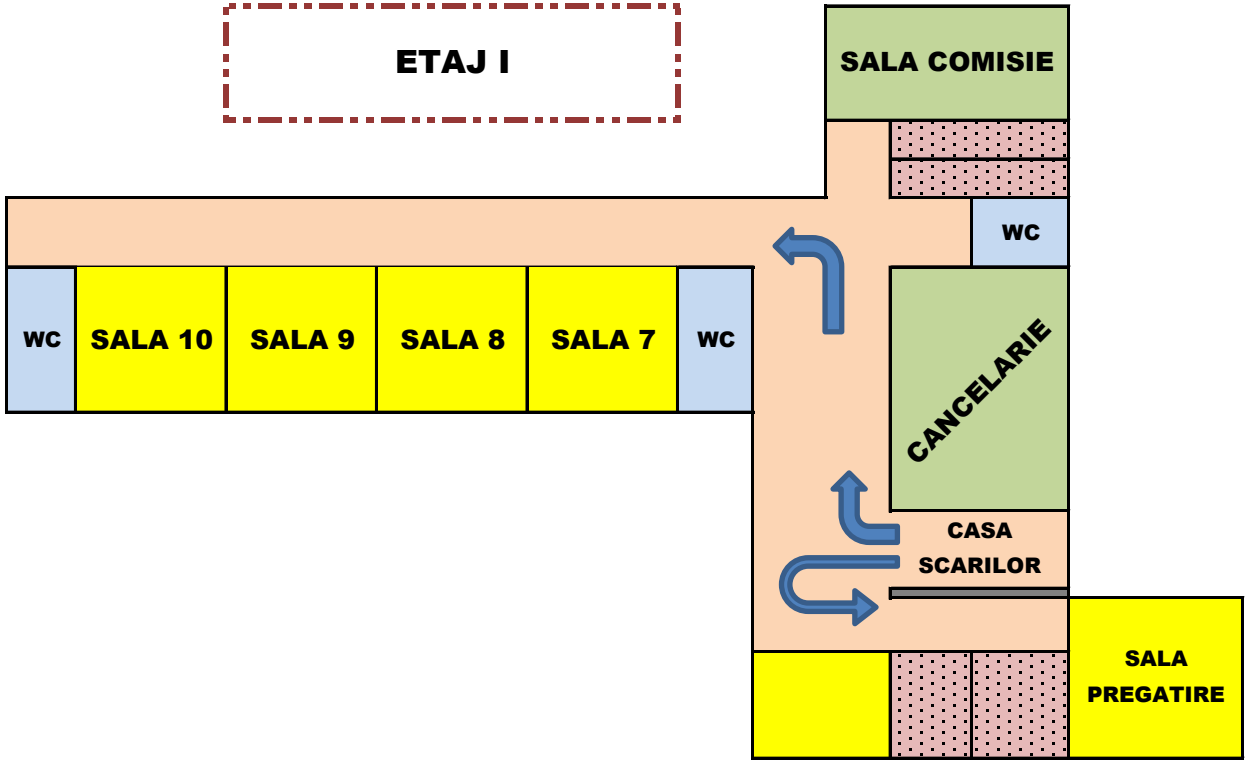 ETAJ I
SALA COMISIE
WC
WC
SALA 10
SALA 9
SALA 8
SALA 7
WC
CANCELARIE
CASA
SCARILOR
SALA
PREGATIRE